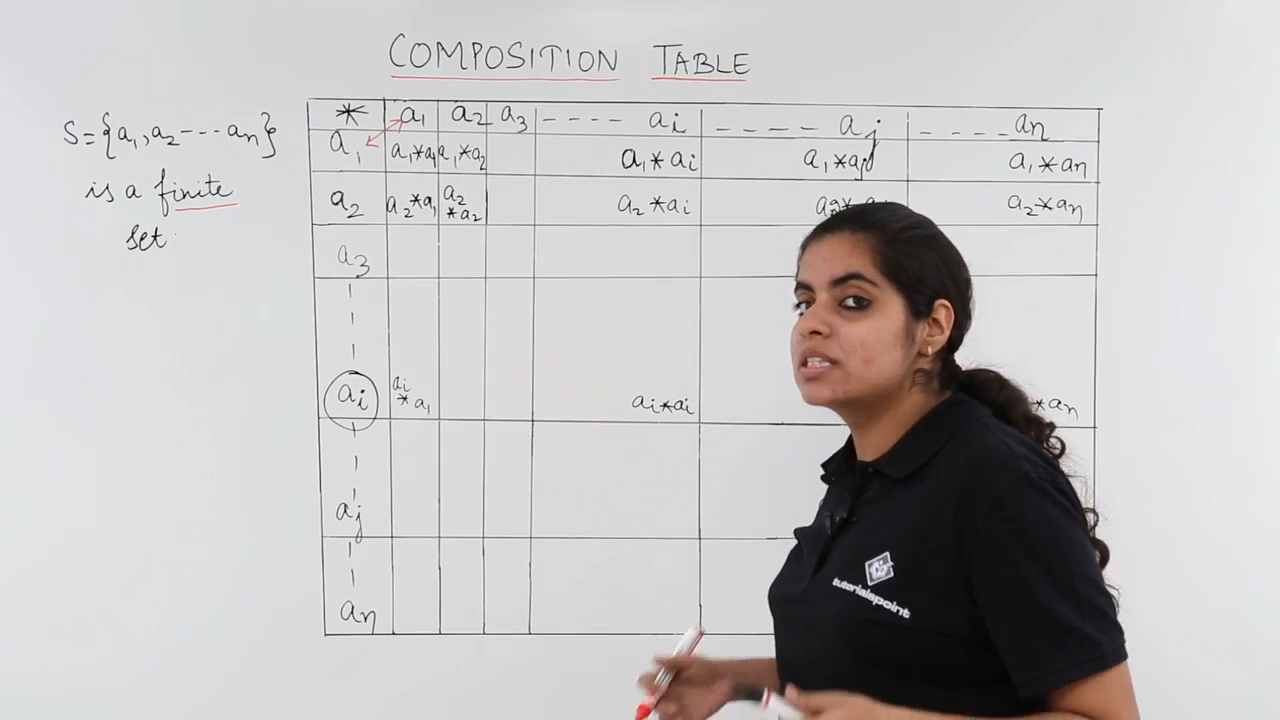 COMPOSITION TABLE
S={a₁,a₂---aₙ}
is a finite
set.
* a₁ a₂ a₃ ---- aᵢ ---- aⱼ ----aₙ
a₁ a₁*a₁ a₁*a₂ a₁*aᵢ a₁*aⱼ a₁*aₙ
a₂ a₂*a₁ a₂*a₂ a₂*aᵢ a₂* a₂*aₙ
a₃
aᵢ aᵢ*a₁ aᵢ*aᵢ *aₙ
aⱼ
aₙ
tutorialspoint